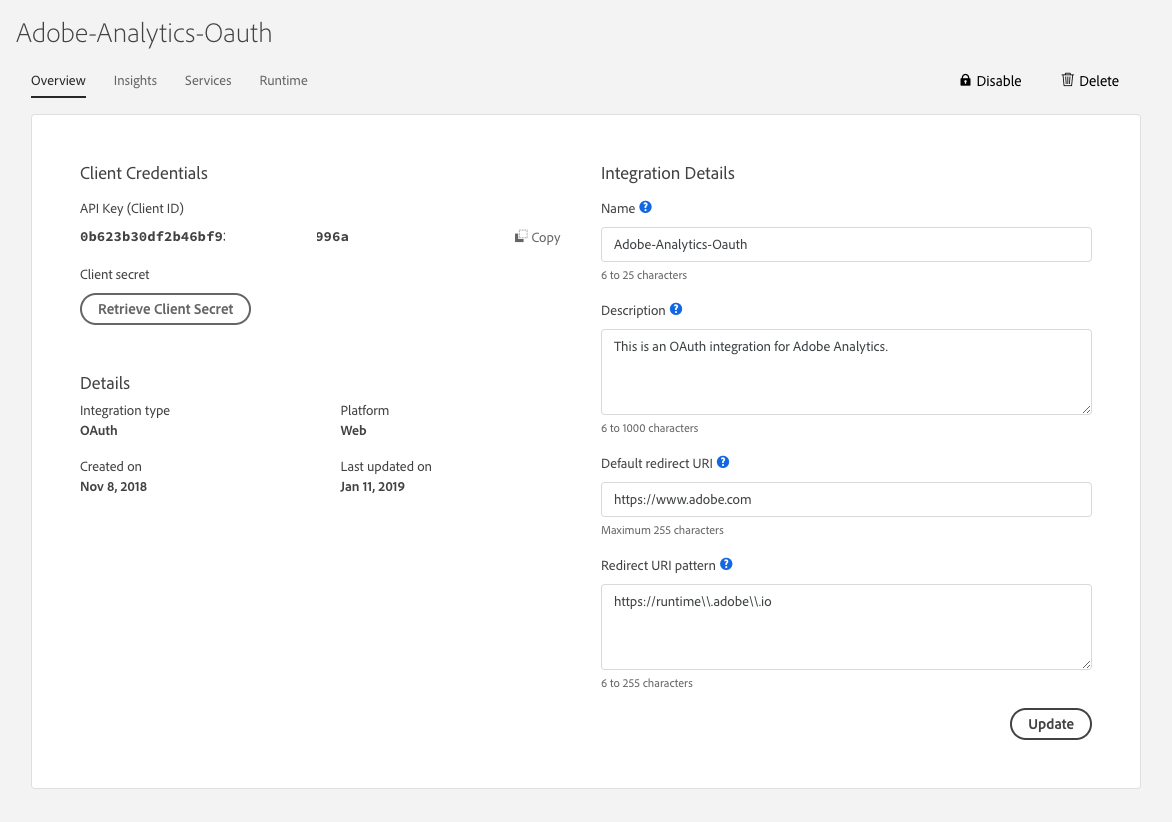 Adobe-Analytics-Oauth
Overview Insights Services Runtime Disable Delete
Client Credentials
API Key (Client ID)
0b623b30df2b46bf9 996a Copy
Client secret
Retrieve Client Secret
Details
Integration type Platform
OAuth Web
Created on Last updated on
Nov 8, 2018 Jan 11, 2019
Integration Details
Name
Adobe-Analytics-Oauth
6 to 25 characters
Description
This is an OAuth integration for Adobe Analytics.
6 to 1000 characters
Default redirect URI
https://www.adobe.com
Maximum 255 characters
Redirect URI pattern
https://runtime\\.adobe\\.io
6 to 255 characters
Update